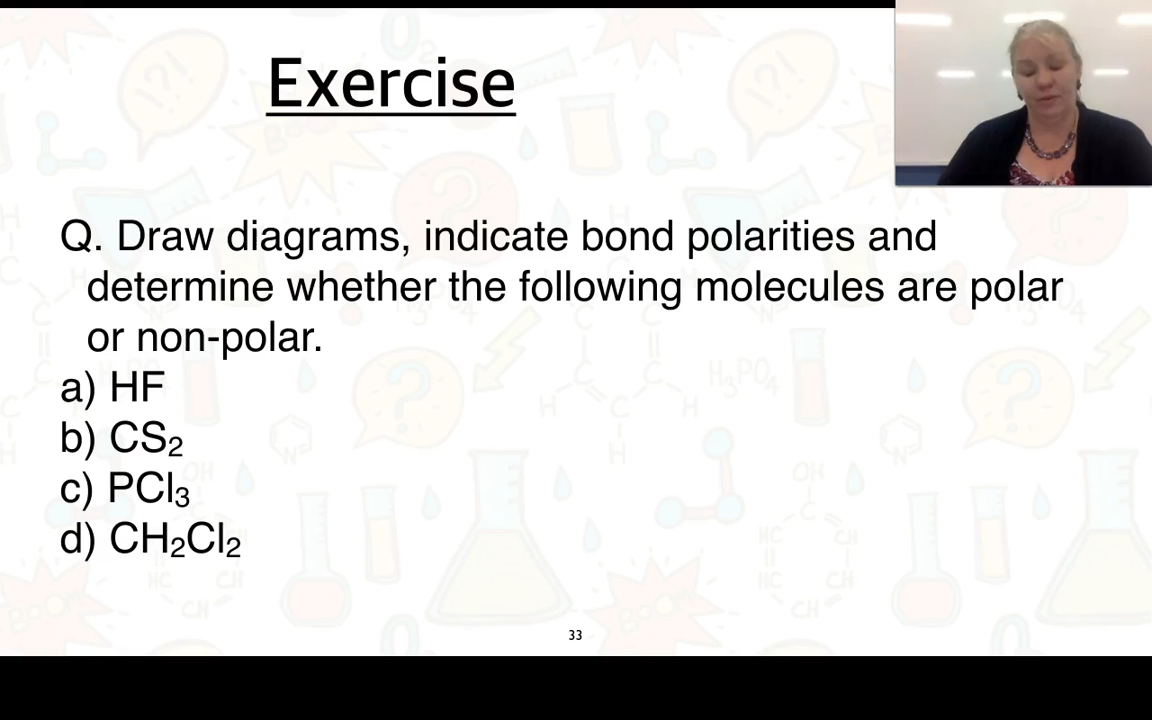 Exercise
Q. Draw diagrams, indicate bond polarities and
determine whether the following molecules are polar
or non-polar.
a) HF
b) CS₂
c) PCl₃
d) CH₂Cl₂
33